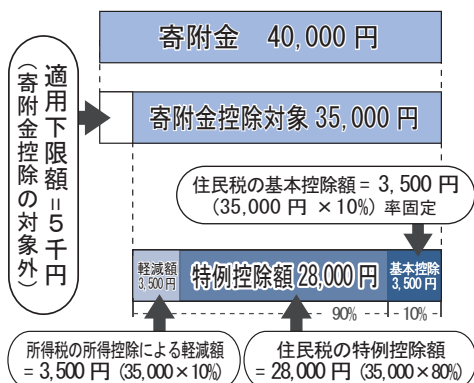 寄附金 40,000 円
適用下限額＝5千円
（寄附金控除の対象外）
寄附金控除対象 35,000 円
住民税の基本控除額＝ 3,500 円
（35,000 円 ×10%）率固定
軽減額
3,500 円
特例控除額 28,000 円
基本控除
3,500 円
90%
10%
所得税の所得控除による軽減額
＝ 3,500 円（35,000×10%）
住民税の特例控除額
＝ 28,000 円（35,000×80%）